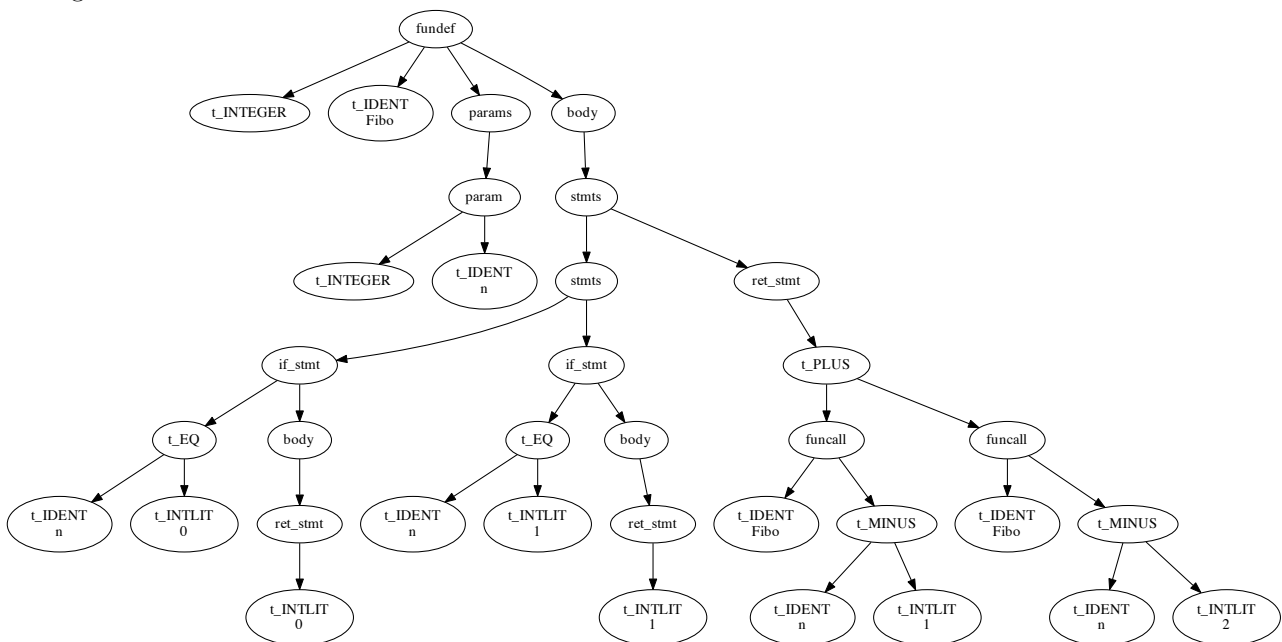 fundef
t_INTEGER
t_IDENT
Fibo
params
body
param
stmts
t_INTEGER
t_IDENT
n
stmts
ret_stmt
if_stmt
if_stmt
t_PLUS
t_EQ
body
t_EQ
body
funcall
funcall
t_IDENT
n
t_INTLIT
0
ret_stmt
t_IDENT
n
t_INTLIT
1
ret_stmt
t_IDENT
Fibo
t_MINUS
t_IDENT
Fibo
t_MINUS
t_INTLIT
0
t_INTLIT
1
t_IDENT
n
t_INTLIT
1
t_IDENT
n
t_INTLIT
2